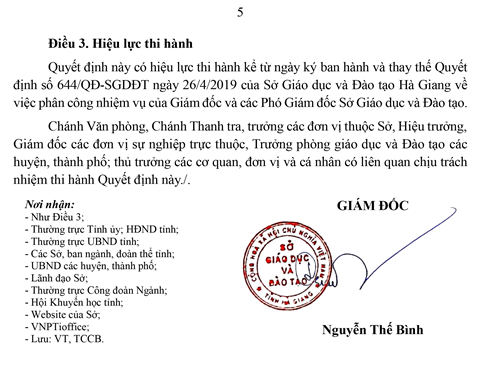 5
Điều 3. Hiệu lực thi hành
Quyết định này có hiệu lực thi hành kể từ ngày ký ban hành và thay thế Quyết
định số 644/QĐ-SGDĐT ngày 26/4/2019 của Sở Giáo dục và Đào tạo Hà Giang về
việc phân công nhiệm vụ của Giám đốc và các Phó Giám đốc Sở Giáo dục và Đào tạo.
Chánh Văn phòng, Chánh Thanh tra, trưởng các đơn vị thuộc Sở, Hiệu trưởng,
Giám đốc các đơn vị sự nghiệp trực thuộc, Trưởng phòng giáo dục và Đào tạo các
huyện, thành phố; thủ trưởng các cơ quan, đơn vị và cá nhân có liên quan chịu trách
nhiệm thi hành Quyết định này./.
Nơi nhận:
- Như Điều 3;
- Thường trực Tỉnh ủy; HĐND tỉnh;
- Thường trực UBND tỉnh;
- Các Sở, ban ngành, đoàn thể tỉnh;
- UBND các huyện, thành phố;
- Lãnh đạo Sở;
- Thường trực Công đoàn Ngành;
- Hội Khuyến học tỉnh;
- Website của Sở;
- VNPTioffice;
- Lưu: VT, TCCB.
GIÁM ĐỐC
CỘNG HÒA XÃ HỘI CHỦ NGHĨA VIỆT NAM
SỞ
GIÁO DỤC
VÀ
ĐÀO TẠO
TỈNH HÀ GIANG
Nguyễn Thế Bình